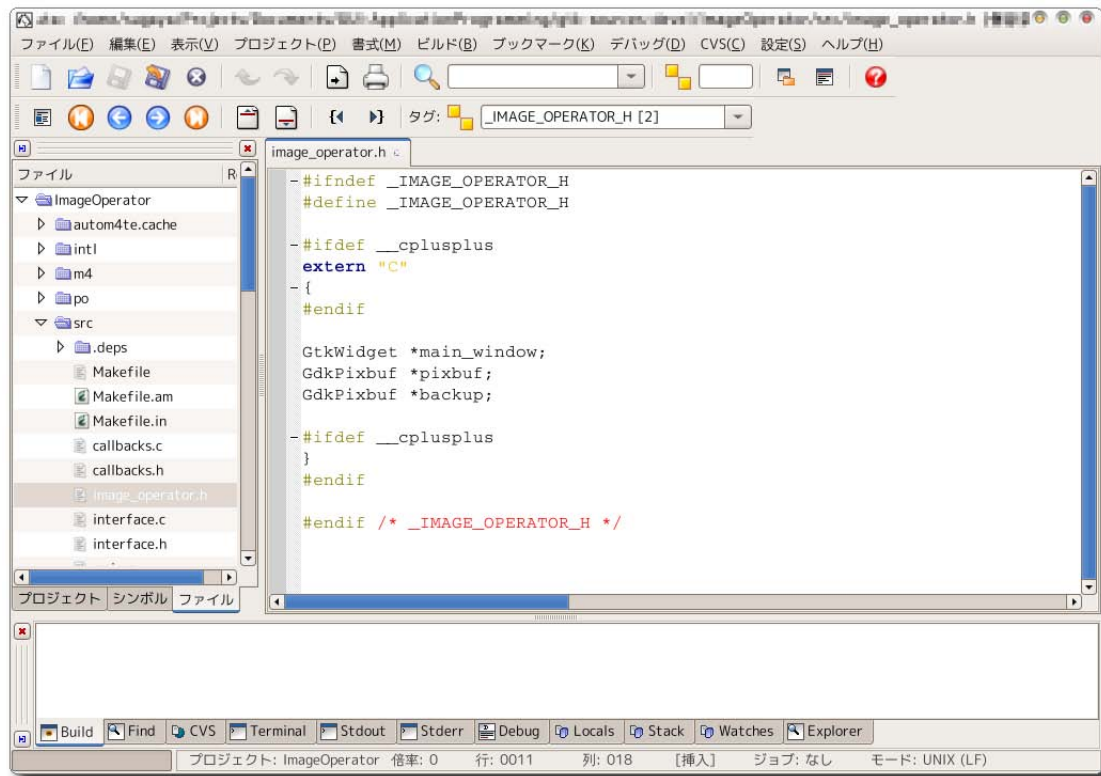 ファイル(F) 編集(E) 表示(V) プロジェクト(P) 書式(M) ビルド(B) ブックマーク(K) デバッグ(D) CVS(C) 設定(S) ヘルプ(H)
タグ: _IMAGE_OPERATOR_H [2]
image_operator.h
ファイル
ImageOperator
autom4te.cache
intl
m4
po
src
.deps
Makefile
Makefile.am
Makefile.in
callbacks.c
callbacks.h
image_operator.h
interface.c
interface.h
プロジェクト シンボル ファイル
#ifndef _IMAGE_OPERATOR_H
#define _IMAGE_OPERATOR_H
#ifdef __cplusplus
extern "C"
{
#endif
GtkWidget *main_window;
GdkPixbuf *pixbuf;
GdkPixbuf *backup;
#ifdef __cplusplus
}
#endif
#endif /* _IMAGE_OPERATOR_H */
Build Find CVS Terminal Stdout Stderr Debug Locals Stack Watches Explorer
プロジェクト: ImageOperator 倍率: 0 行: 0011 列: 018 [挿入] ジョブ: なし モード: UNIX (LF)